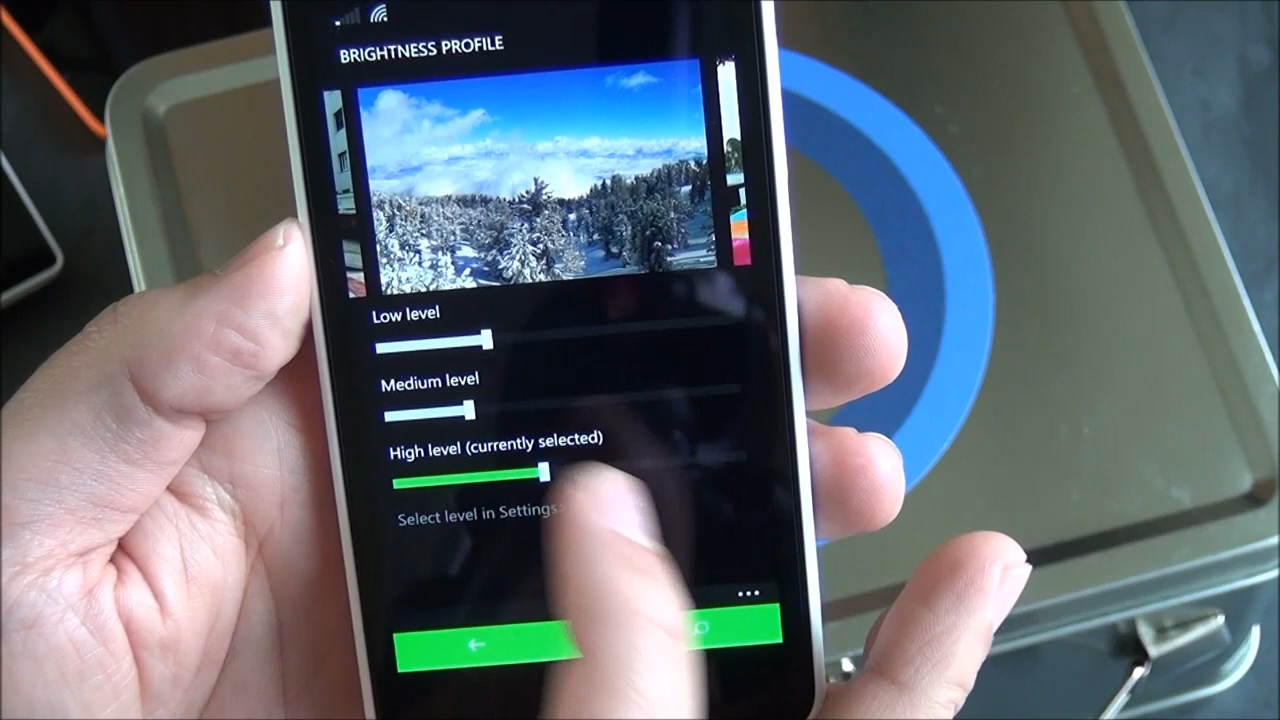 BRIGHTNESS PROFILE
Low level
Medium level
High level (currently selected)
Select level in Settings